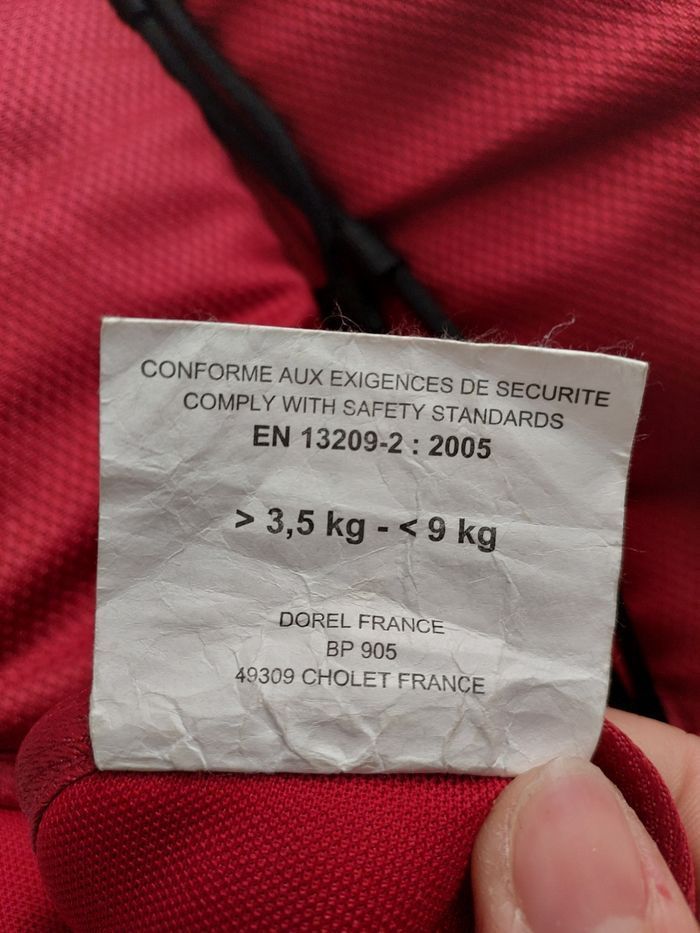 CONFORME AUX EXIGENCES DE SECURITE
COMPLY WITH SAFETY STANDARDS
EN 13209-2 : 2005
> 3,5 kg - < 9 kg
DOREL FRANCE
BP 905
49309 CHOLET FRANCE